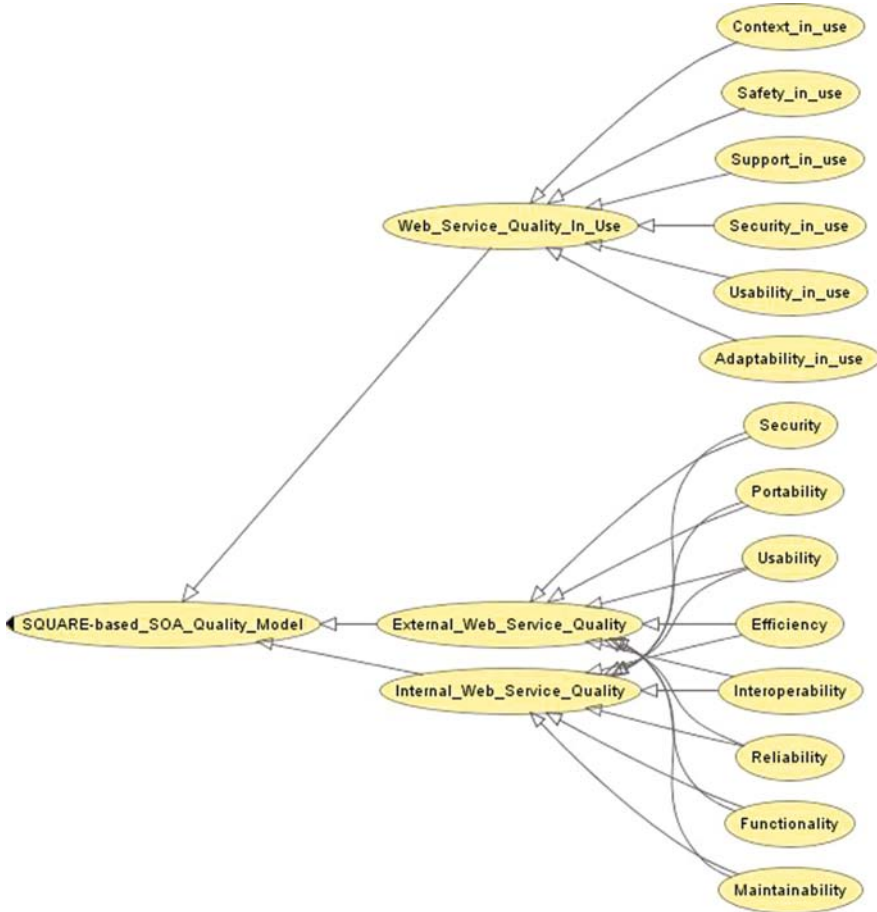 Context_in_use
Safety_in_use
Support_in_use
Web_Service_Quality_In_Use
Security_in_use
Usability_in_use
Adaptability_in_use
Security
Portability
Usability
SQUARE-based_SOA_Quality_Model
External_Web_Service_Quality
Efficiency
Internal_Web_Service_Quality
Interoperability
Reliability
Functionality
Maintainability